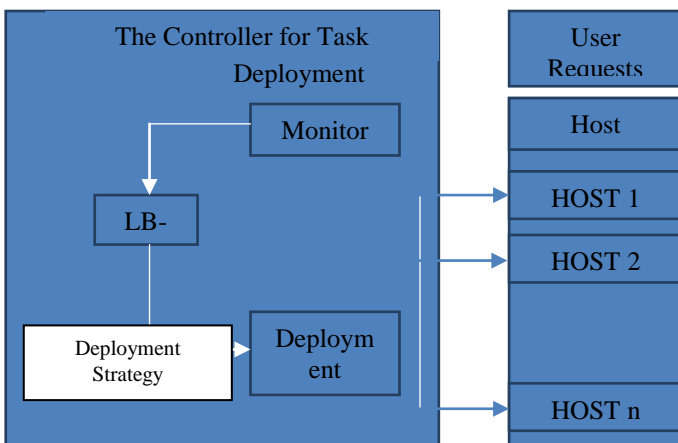 The Controller for Task
Deployment
Monitor
LB-
Deployment
Strategy
Deploym
ent
User
Requests
Host
HOST 1
HOST 2
HOST n